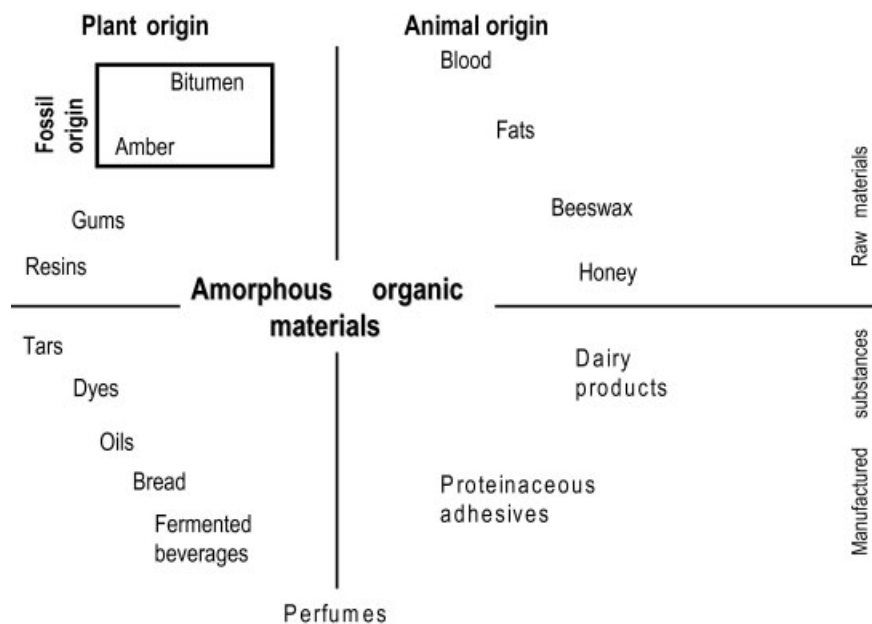 Plant origin
Animal origin
Blood
Bitumen
Fossil
origin
Amber
Fats
Gums
Beeswax
Raw materials
Resins
Honey
Amorphous organic
materials
Tars
Dairy
products
Dyes
Oils
Bread
Proteinaceous
adhesives
Fermented
beverages
Manufactured substances
Perfumes